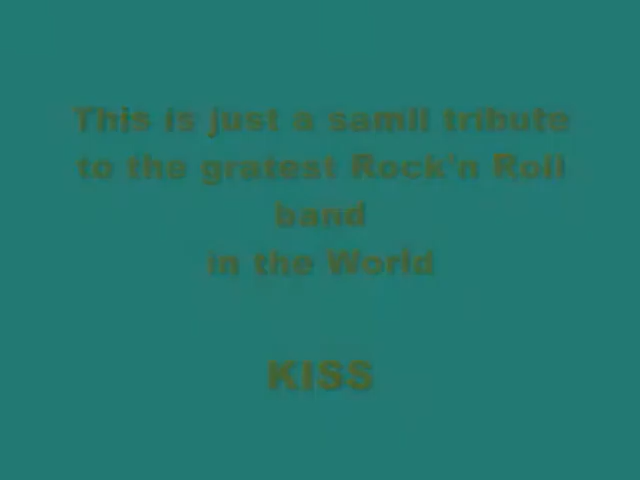 This is just a samll tribute
to the gratest Rock'n Roll
band
in the World
KISS